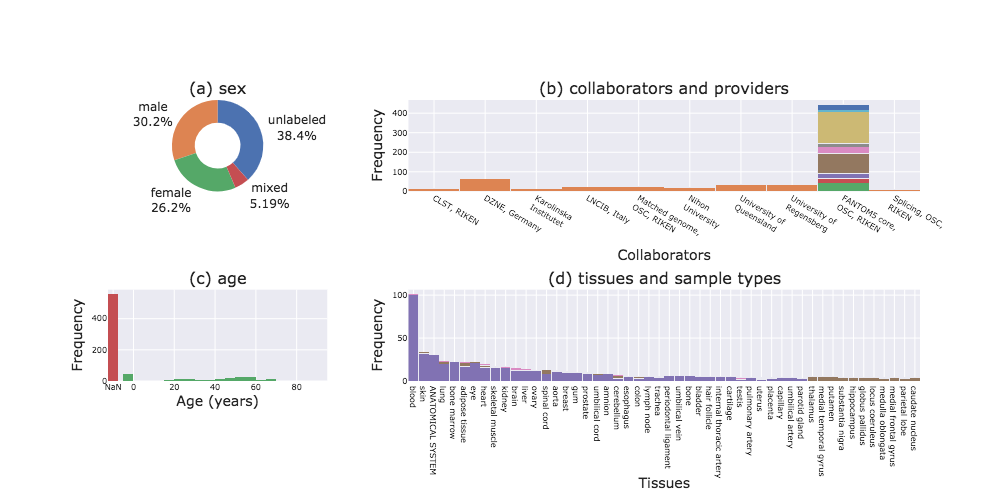 (a) sex
male
30.2%
unlabeled
38.4%
female
26.2%
mixed
5.19%
(b) collaborators and providers
Frequency
400
300
200
100
0
CLST, RIKEN
DZNE, Germany
Karolinska
Institutet
LNCIB, Italy
Matched genome,
OSC, RIKEN
Nihon
University
University of
Queensland
University of
Regensberg
FANTOM5 core,
OSC, RIKEN
Splicing, OSC,
RIKEN
Collaborators
(c) age
Frequency
400
200
0
NaN
0
20
40
60
80
Age (years)
(d) tissues and sample types
Frequency
100
50
0
blood
skin
ANATOMICAL SYSTEM
lung
bone marrow
adipose tissue
eye
heart
skeletal muscle
kidney
brain
liver
ovary
spinal cord
aorta
breast
gum
prostate
umbilical cord
amnion
cerebellum
esophagus
colon
lymph node
trachea
periodontal ligament
umbilical vein
bone
bladder
hair follicle
internal thoracic artery
cartilage
testis
pulmonary artery
uterus
placenta
capillary
umbilical artery
parotid gland
thalamus
medial temporal gyrus
putamen
substantia nigra
hippocampus
globus pallidus
locus coeruleus
medulla oblongata
medial frontal gyrus
parietal lobe
caudate nucleus
Tissues